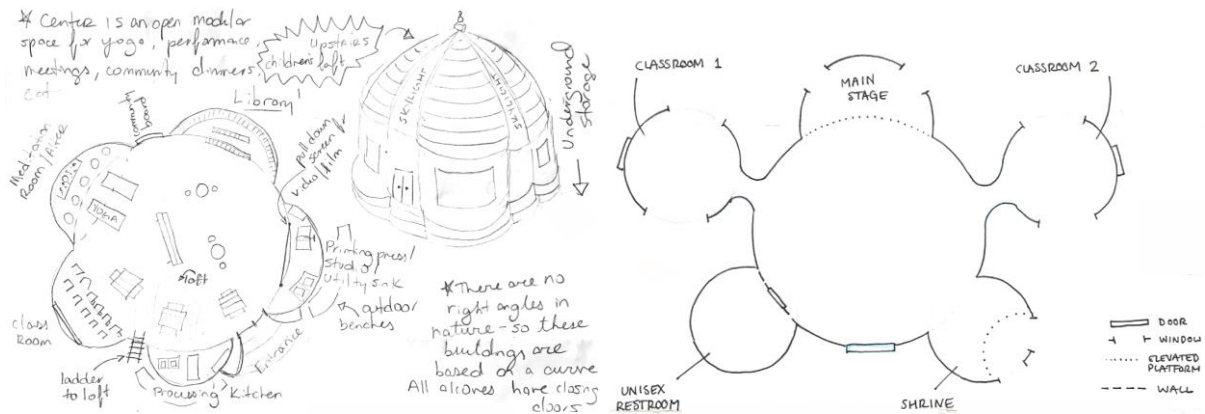 * Center is an open modular
space for yoga, performance,
meetings, community dinners,
ect
Upstairs
children's loft
Library
SKYLIGHT
SKYLIGHT
Underground
Storage
community
board
Meditation
Room / Altar
YOGA
pull down
screen for
video/film
loft
Printing press/
Studio
utility sink
outdoor
benches
Class
Room
ladder
to loft
Processing Kitchen
Entrance
* There are no
right angles in
nature - so these
buildings are
based on a curve
All alcoves have closing
doors
CLASSROOM 1
MAIN
STAGE
CLASSROOM 2
UNISEX
RESTROOM
SHRINE
DOOR
WINDOW
ELEVATED
PLATFORM
WALL